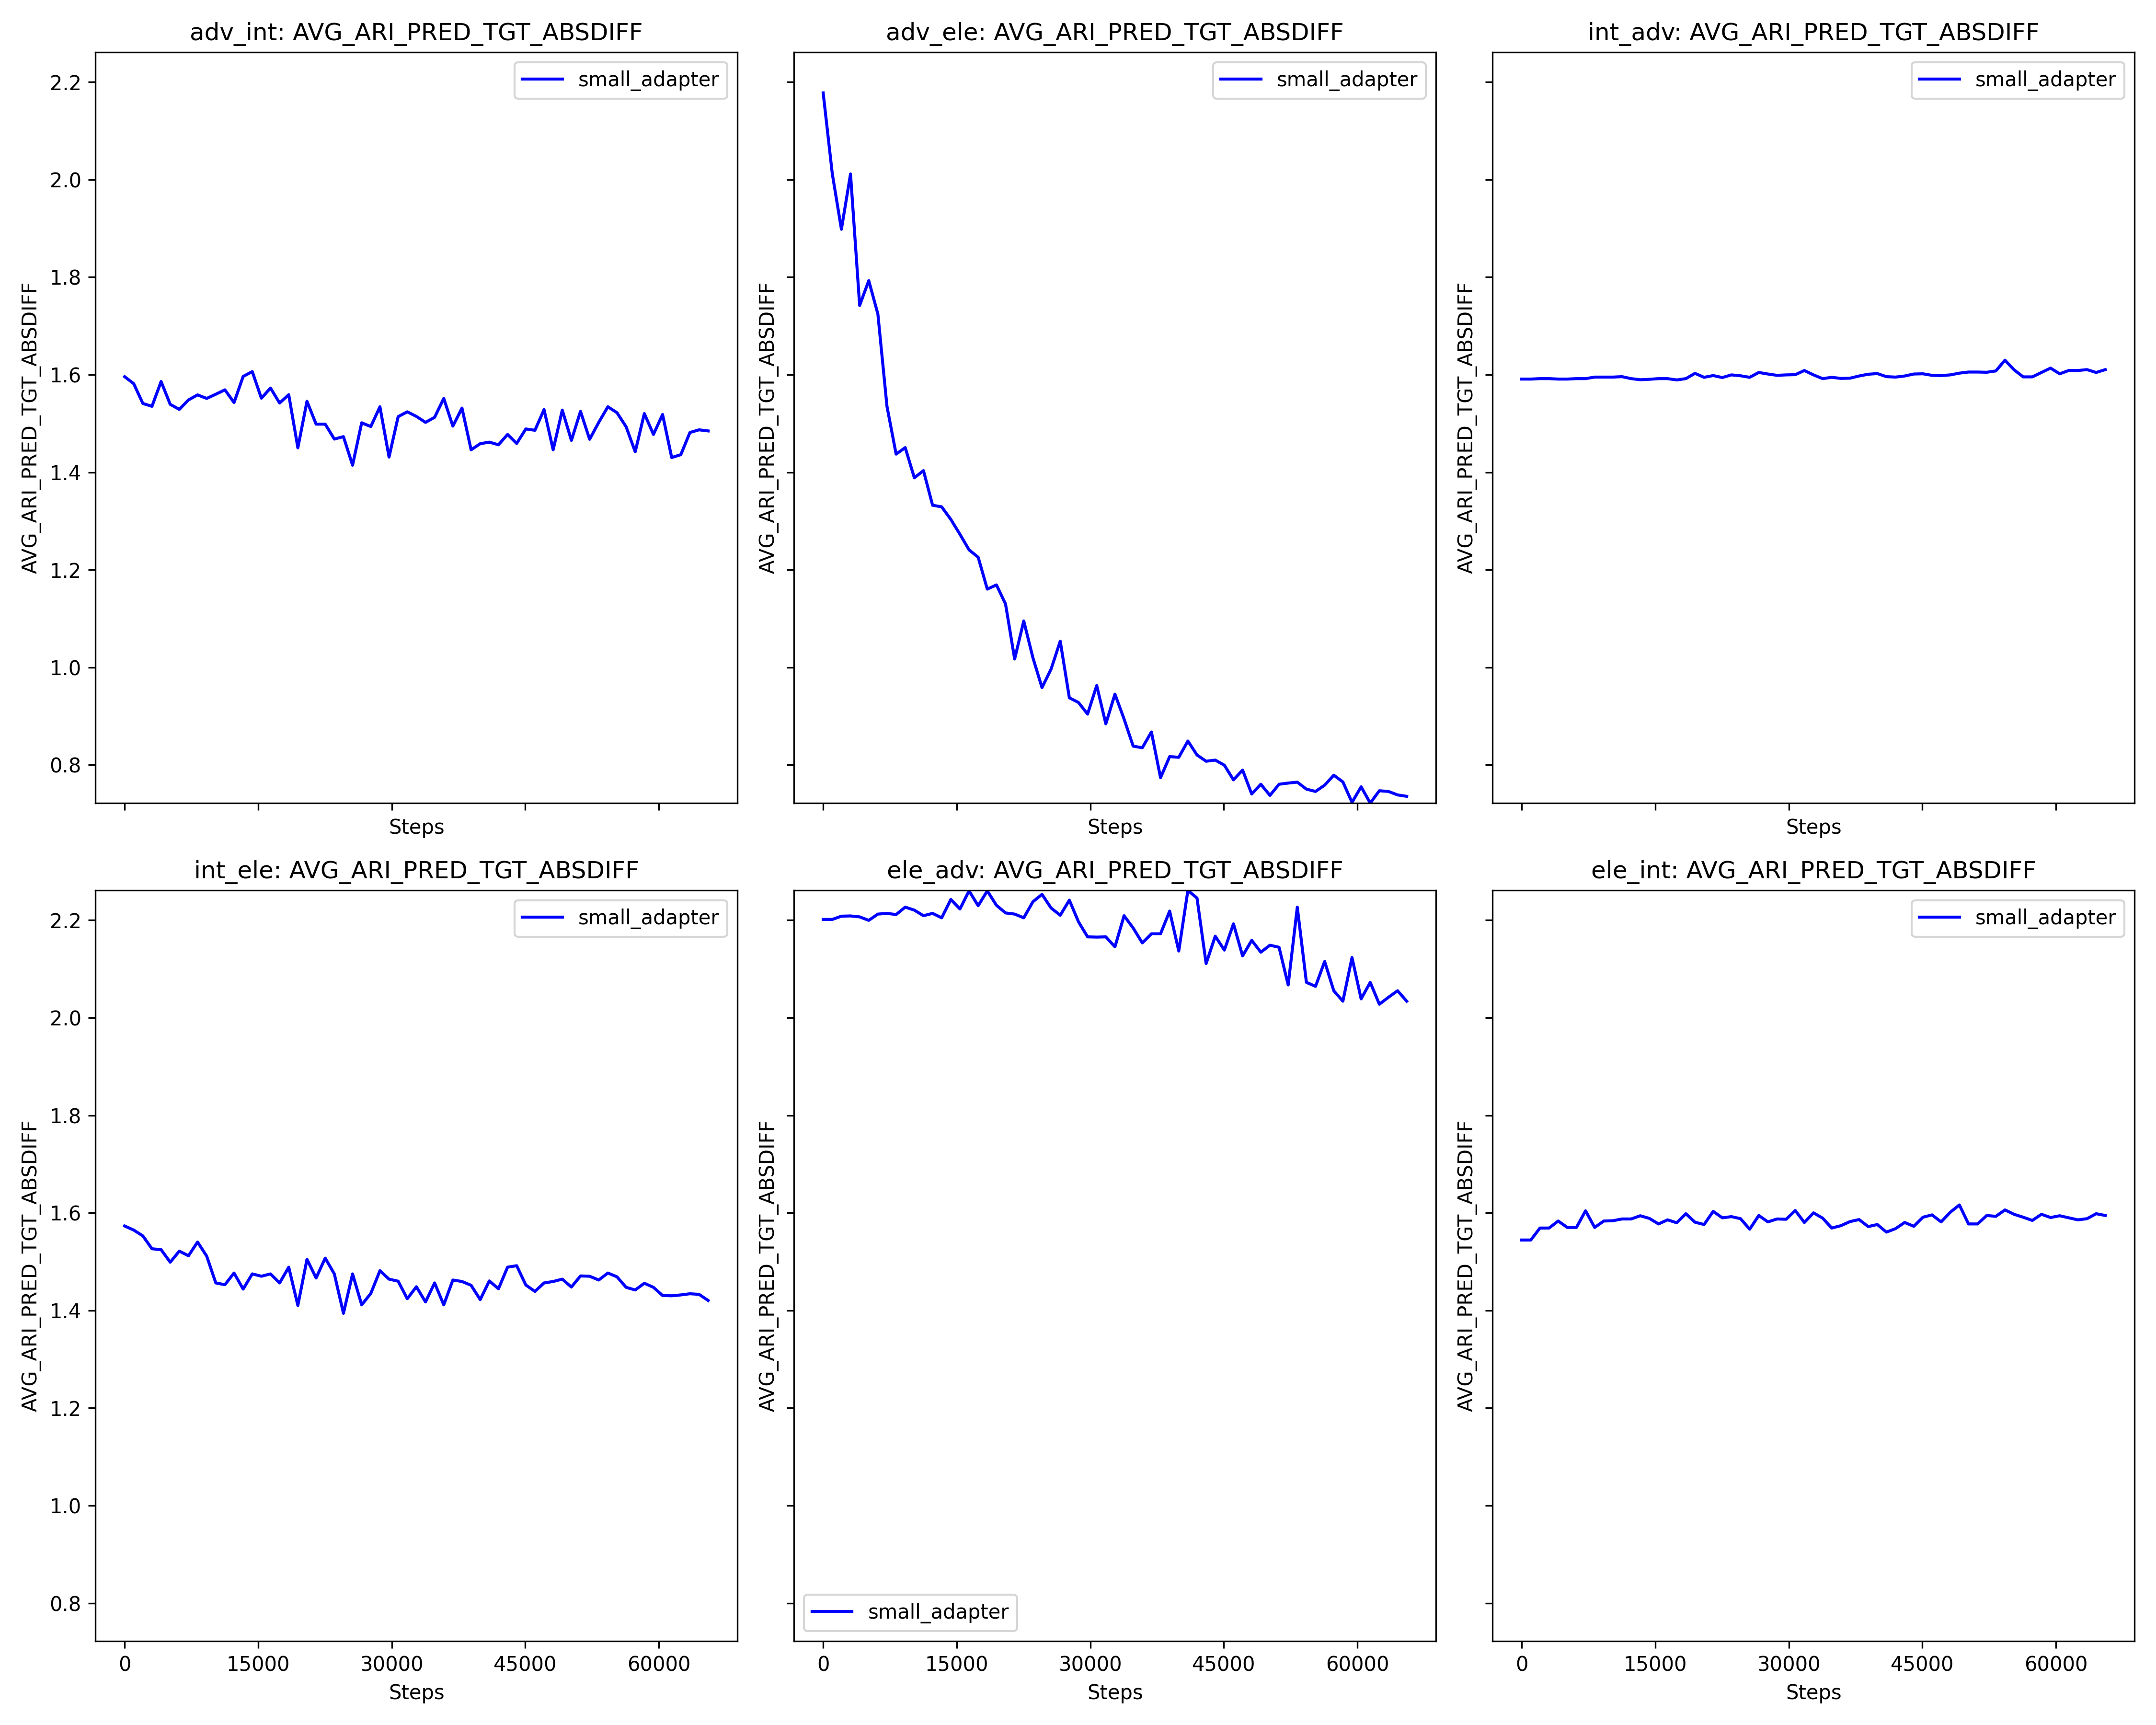 adv_int: AVG_ARI_PRED_TGT_ABSDIFF
AVG_ARI_PRED_TGT_ABSDIFF
2.2
2.0
1.8
1.6
1.4
1.2
1.0
0.8
small_adapter
Steps
adv_ele: AVG_ARI_PRED_TGT_ABSDIFF
AVG_ARI_PRED_TGT_ABSDIFF
small_adapter
Steps
int_adv: AVG_ARI_PRED_TGT_ABSDIFF
AVG_ARI_PRED_TGT_ABSDIFF
small_adapter
Steps
int_ele: AVG_ARI_PRED_TGT_ABSDIFF
AVG_ARI_PRED_TGT_ABSDIFF
2.2
2.0
1.8
1.6
1.4
1.2
1.0
0.8
small_adapter
0 15000 30000 45000 60000
Steps
ele_adv: AVG_ARI_PRED_TGT_ABSDIFF
AVG_ARI_PRED_TGT_ABSDIFF
small_adapter
0 15000 30000 45000 60000
Steps
ele_int: AVG_ARI_PRED_TGT_ABSDIFF
AVG_ARI_PRED_TGT_ABSDIFF
small_adapter
0 15000 30000 45000 60000
Steps